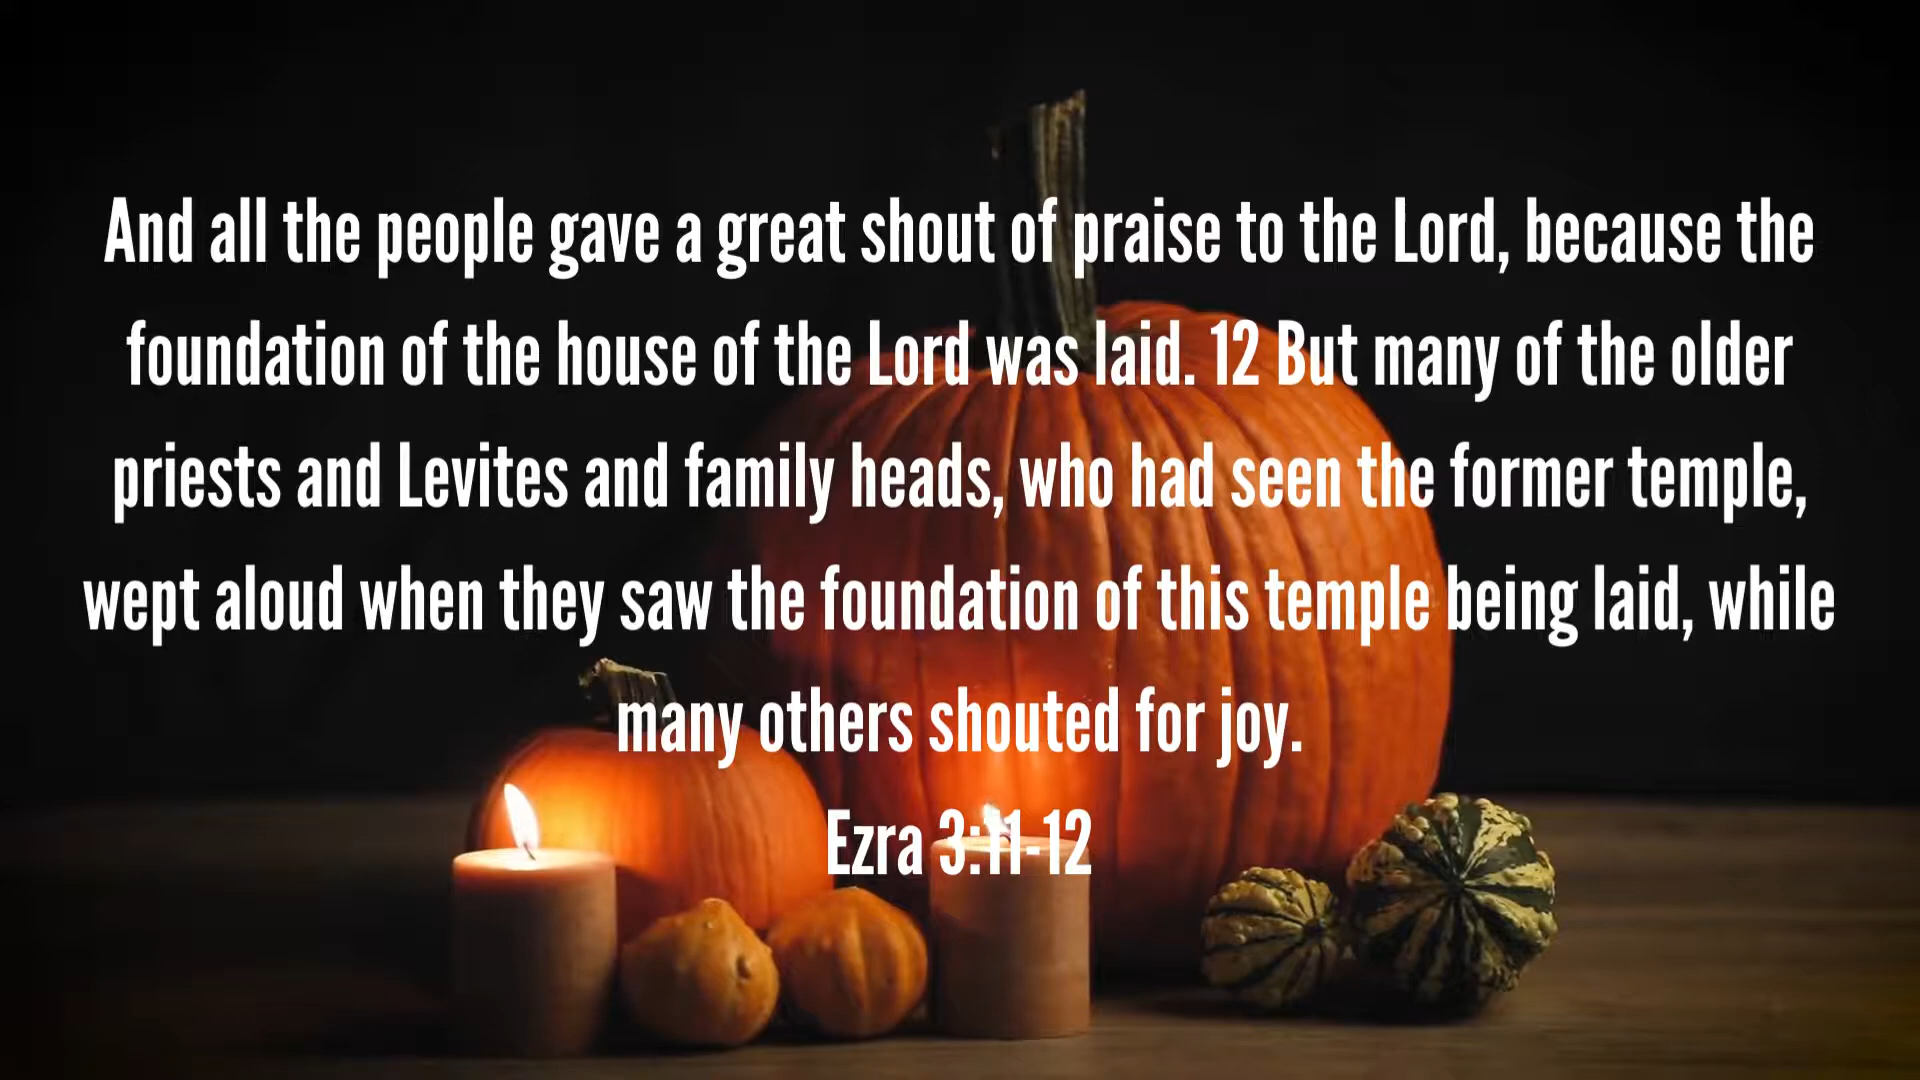 And all the people gave a great shout of praise to the Lord, because the
foundation of the house of the Lord was laid. 12 But many of the older
priests and Levites and family heads, who had seen the former temple,
wept aloud when they saw the foundation of this temple being laid, while
many others shouted for joy.
Ezra 3:11-12